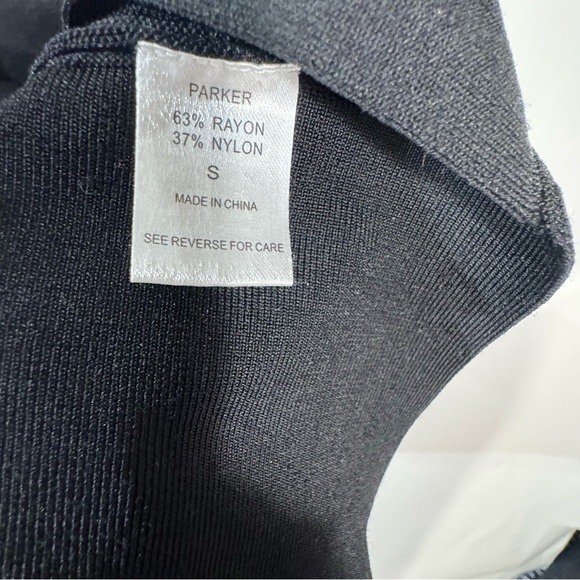 PARKER
63% RAYON
37% NYLON
S
MADE IN CHINA
SEE REVERSE FOR CARE